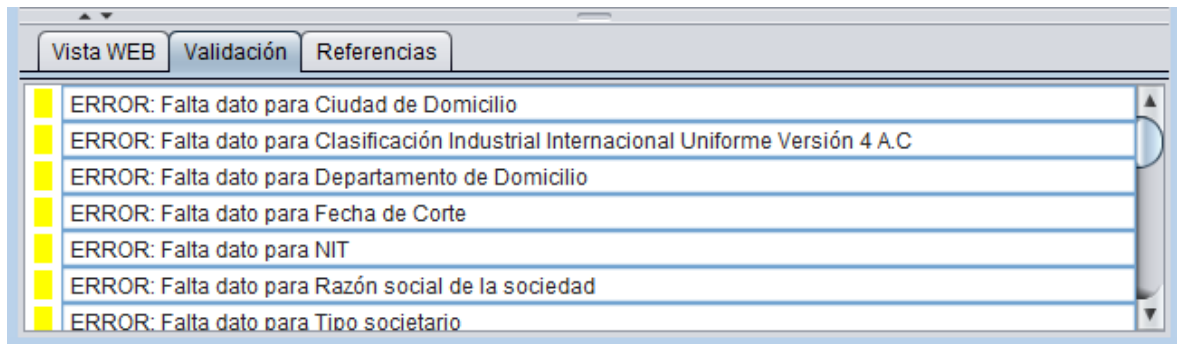 Vista WEB Validación Referencias
ERROR: Falta dato para Ciudad de Domicilio
ERROR: Falta dato para Clasificación Industrial Internacional Uniforme Versión 4 A.C
ERROR: Falta dato para Departamento de Domicilio
ERROR: Falta dato para Fecha de Corte
ERROR: Falta dato para NIT
ERROR: Falta dato para Razón social de la sociedad
ERROR: Falta dato para Tipo societario